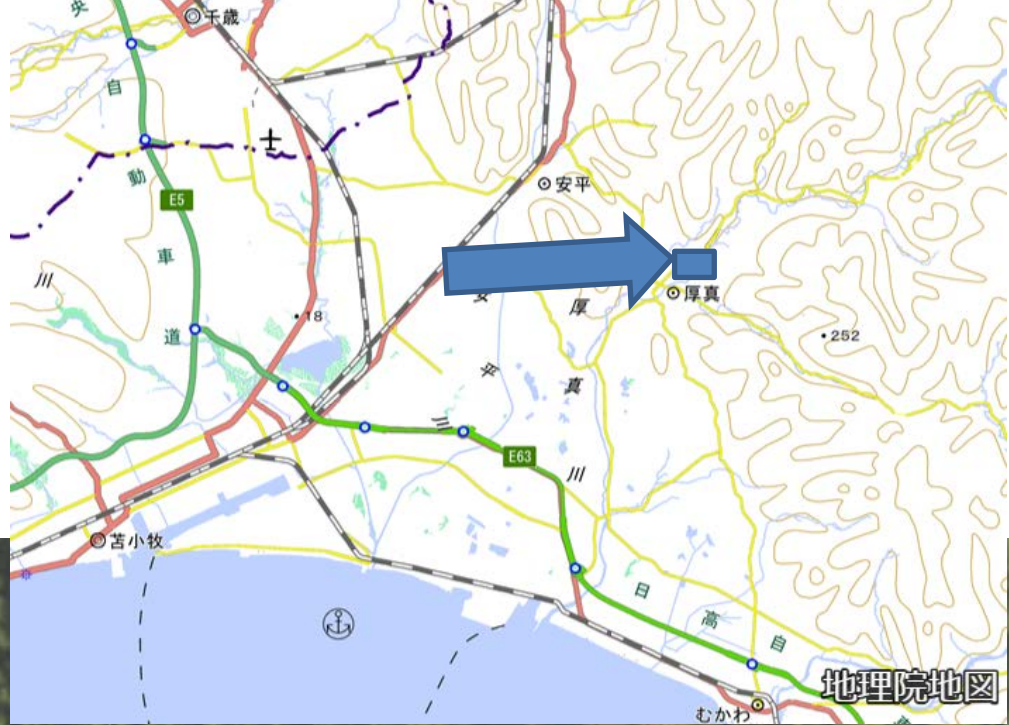 千歳
央
自
動
車
道
E5
安平
厚真
252
18
川
安
平
川
厚
真
川
E63
苫小牧
日
高
自
むかわ
地理院地図